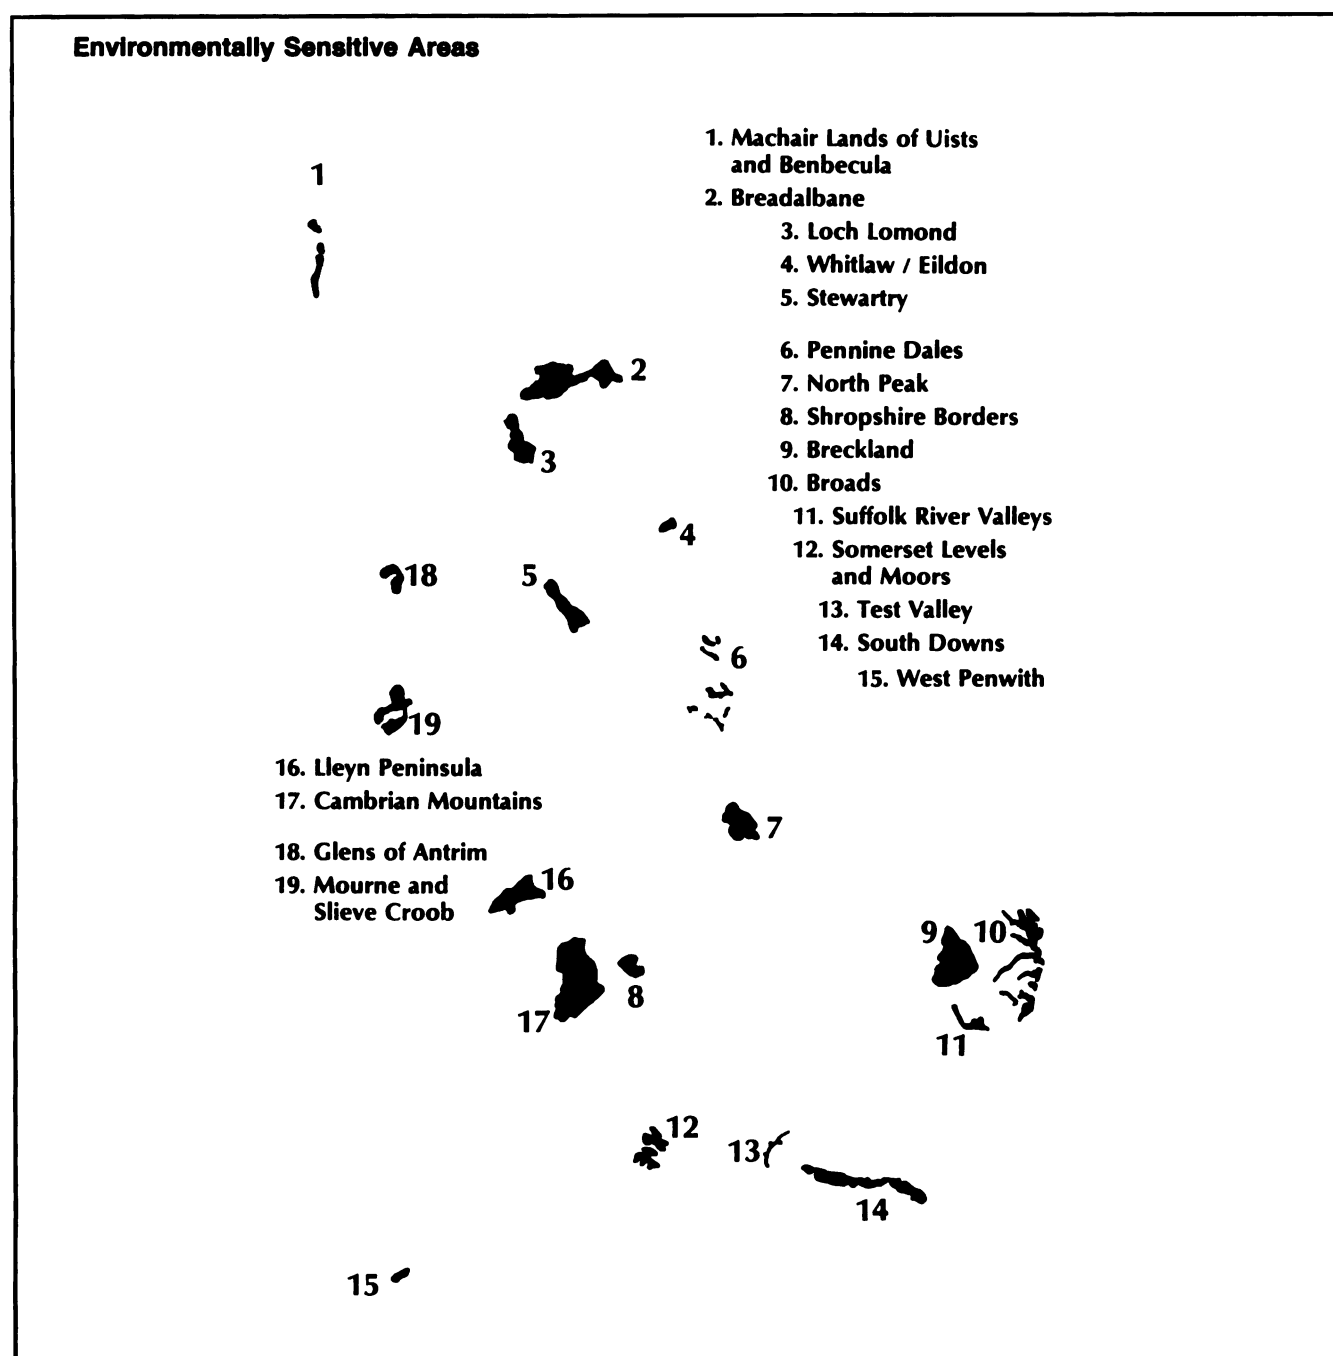 Environmentally Sensitive Areas
1. Machair Lands of Uists
and Benbecula
2. Breadalbane
3. Loch Lomond
4. Whitlaw / Eildon
5. Stewartry
6. Pennine Dales
7. North Peak
8. Shropshire Borders
9. Breckland
10. Broads
11. Suffolk River Valleys
12. Somerset Levels
and Moors
13. Test Valley
14. South Downs
15. West Penwith
16. Lleyn Peninsula
17. Cambrian Mountains
18. Glens of Antrim
19. Mourne and
Slieve Croob
1
2
3
4
18
5
6
19
7
16
9
10
8
17
11
12
13
14
15